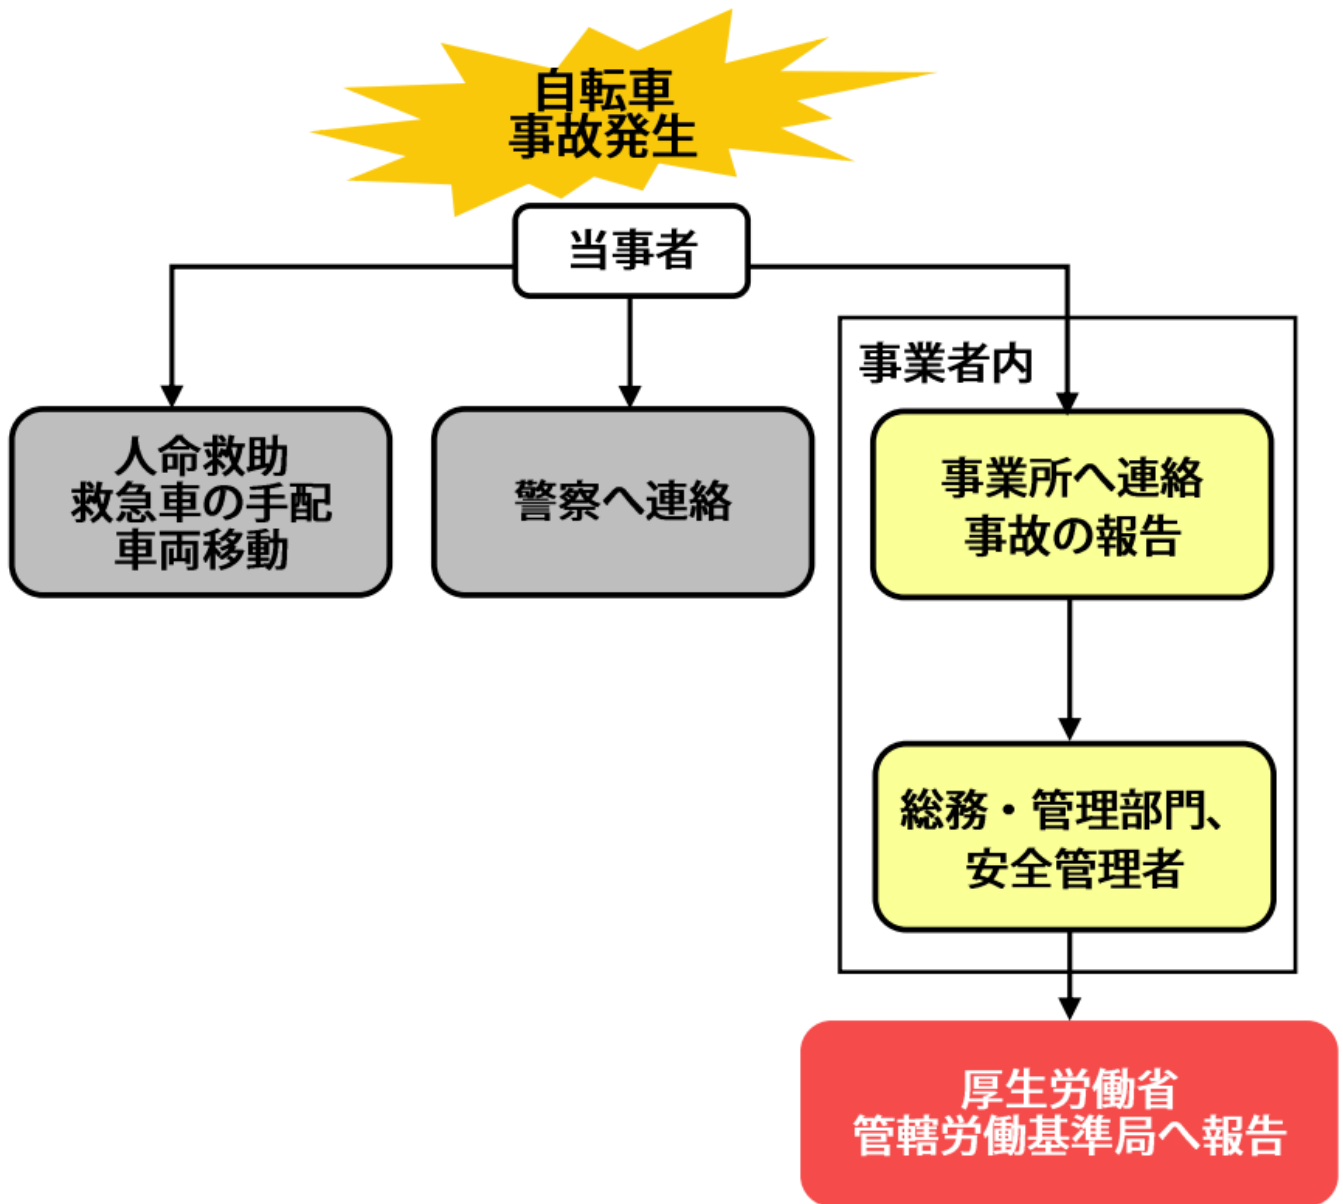 自転車
事故発生
当事者
人命救助
救急車の手配
車両移動
警察へ連絡
事業者内
事業所へ連絡
事故の報告
総務・管理部門、
安全管理者
厚生労働省
管轄労働基準局へ報告